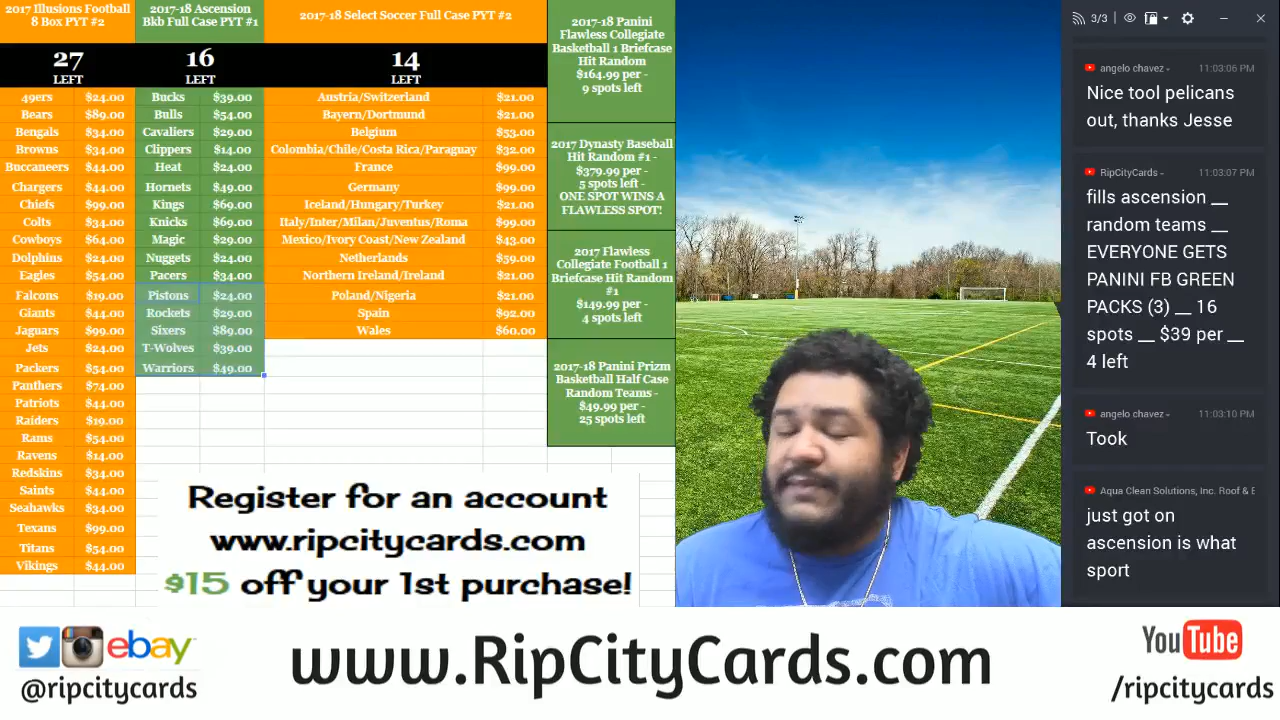 2017 Illusions Football
8 Box PYT #2
27
LEFT
49ers $24.00
Bears $89.00
Bengals $34.00
Browns $34.00
Buccaneers $44.00
Chargers $44.00
Chiefs $99.00
Colts $34.00
Cowboys $64.00
Dolphins $24.00
Eagles $54.00
Falcons $19.00
Giants $44.00
Jaguars $99.00
Jets $24.00
Packers $54.00
Panthers $74.00
Patriots $44.00
Raiders $19.00
Rams $54.00
Ravens $14.00
Redskins $34.00
Saints $44.00
Seahawks $34.00
Texans $99.00
Titans $54.00
Vikings $44.00
2017-18 Ascension
Bkb Full Case PYT #1
16
LEFT
Bucks $39.00
Bulls $54.00
Cavaliers $29.00
Clippers $14.00
Heat $24.00
Hornets $49.00
Kings $69.00
Knicks $69.00
Magic $29.00
Nuggets $24.00
Pacers $34.00
Pistons $24.00
Rockets $29.00
Sixers $89.00
T-Wolves $39.00
Warriors $49.00
2017-18 Select Soccer Full Case PYT #2
14
LEFT
Austria/Switzerland $21.00
Bayern/Dortmund $21.00
Belgium $53.00
Colombia/Chile/Costa Rica/Paraguay $32.00
France $99.00
Germany $99.00
Iceland/Hungary/Turkey $21.00
Italy/Inter/Milan/Juventus/Roma $99.00
Mexico/Ivory Coast/New Zealand $43.00
Netherlands $59.00
Northern Ireland/Ireland $21.00
Poland/Nigeria $21.00
Spain $92.00
Wales $60.00
2017-18 Panini
Flawless Collegiate
Basketball 1 Briefcase
Hit Random
$164.99 per -
9 spots left
2017 Dynasty Baseball
Hit Random #1 -
$379.99 per -
5 spots left -
ONE SPOT WINS A
FLAWLESS SPOT!
2017 Flawless
Collegiate Football 1
Briefcase Hit Random
#1
$149.99 per -
4 spots left
2017-18 Panini Prizm
Basketball Half Case
Random Teams -
$49.99 per -
25 spots left
Register for an account
www.ripcitycards.com
$15 off your 1st purchase!
3/3
angelo chavez 11:03:06 PM
Nice tool pelicans
out, thanks Jesse
RipCityCards 11:03:07 PM
fills ascension __
random teams __
EVERYONE GETS
PANINI FB GREEN
PACKS (3) __ 16
spots __ $39 per __
4 left
angelo chavez 11:03:10 PM
Took
Aqua Clean Solutions, Inc. Roof & E
just got on
ascension is what
sport
ebay
@ripcitycards
www.RipCityCards.com
YouTube
/ripcitycards